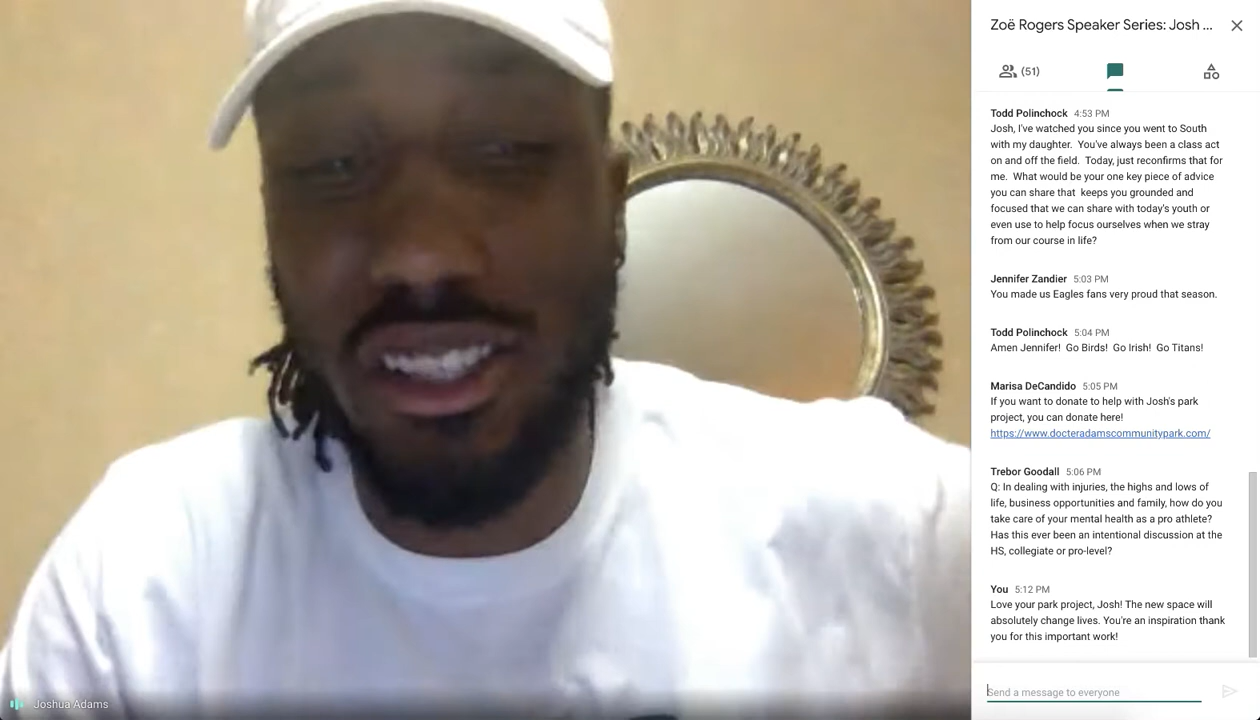 Zoë Rogers Speaker Series: Josh ...
(51)
Todd Polinchock 4:53 PM
Josh, I've watched you since you went to South
with my daughter. You've always been a class act
on and off the field. Today, just reconfirms that for
me. What would be your one key piece of advice
you can share that keeps you grounded and
focused that we can share with today's youth or
even use to help focus ourselves when we stray
from our course in life?
Jennifer Zandier 5:03 PM
You made us Eagles fans very proud that season.
Todd Polinchock 5:04 PM
Amen Jennifer! Go Birds! Go Irish! Go Titans!
Marisa DeCandido 5:05 PM
If you want to donate to help with Josh's park
project, you can donate here!
https://www.docteradamscommunitypark.com/
Trebor Goodall 5:06 PM
Q: In dealing with injuries, the highs and lows of
life, business opportunities and family, how do you
take care of your mental health as a pro athlete?
Has this ever been an intentional discussion at the
HS, collegiate or pro-level?
You 5:12 PM
Love your park project, Josh! The new space will
absolutely change lives. You're an inspiration thank
you for this important work!
Send a message to everyone
Joshua Adams